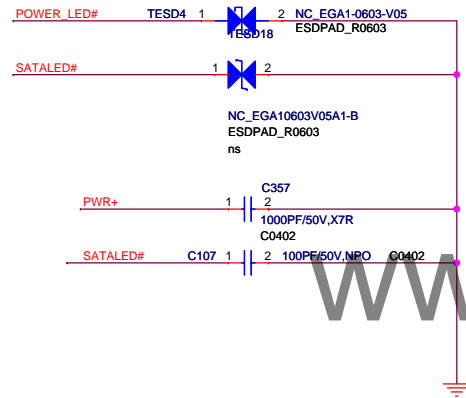 POWER_LED# TESD4 1 2 NC_EGA1-0603-V05
TESD18 ESDPAD_R0603
SATALED# 1 2
NC_EGA10603V05A1-B
ESDPAD_R0603
ns
C357
PWR+ 1 2
1000PF/50V,X7R
C0402
SATALED# C107 1 2 100PF/50V,NPO C0402
WW